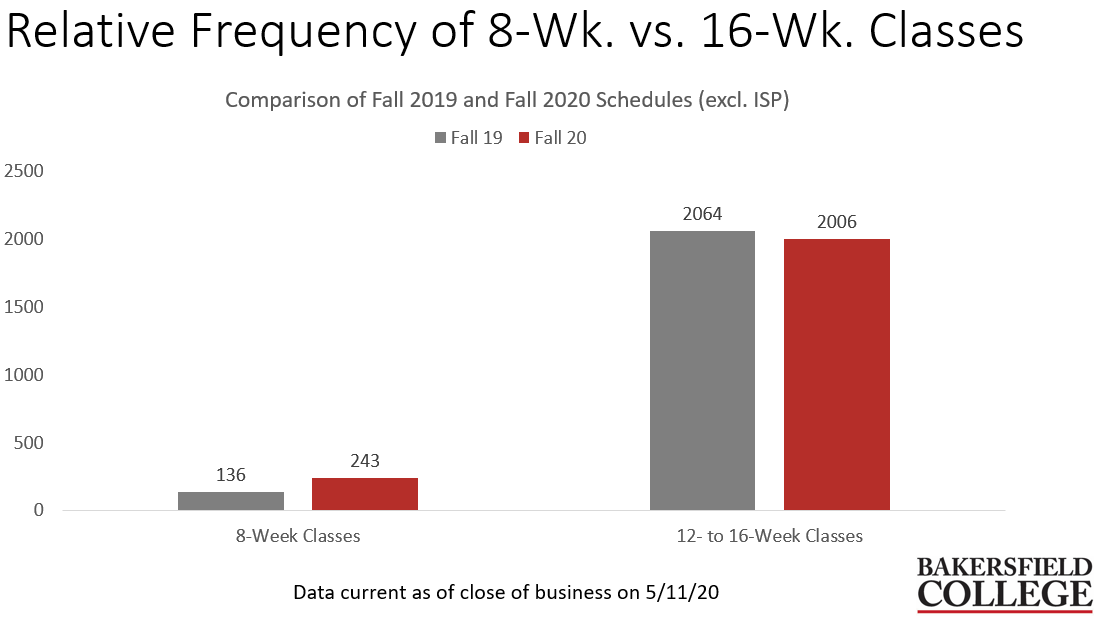 Relative Frequency of 8-Wk. vs. 16-Wk. Classes
Comparison of Fall 2019 and Fall 2020 Schedules (excl. ISP)
Fall 19 Fall 20
2500
2000
1500
1000
500
0
136
243
2064
2006
8-Week Classes
12- to 16-Week Classes
Data current as of close of business on 5/11/20
BAKERSFIELD
COLLEGE